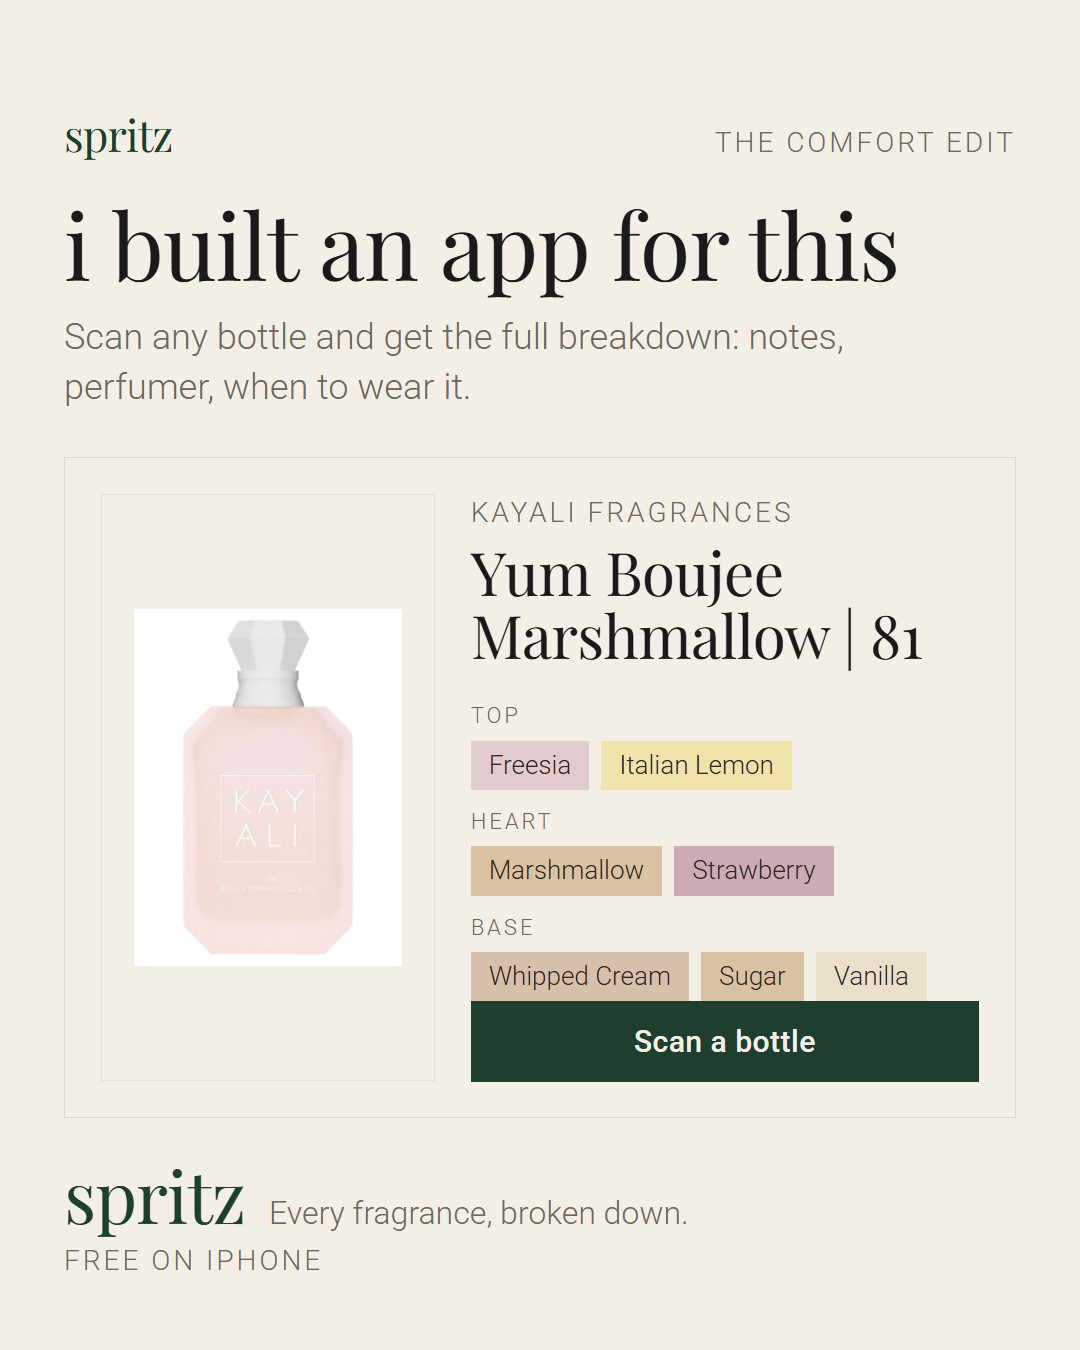 spritz
THE COMFORT EDIT
i built an app for this
Scan any bottle and get the full breakdown: notes,
perfumer, when to wear it.
KAYALI FRAGRANCES
Yum Boujee
Marshmallow | 81
TOP
Freesia
Italian Lemon
HEART
Marshmallow
Strawberry
BASE
Whipped Cream
Sugar
Vanilla
Scan a bottle
KAY
ALI
spritz
Every fragrance, broken down.
FREE ON IPHONE